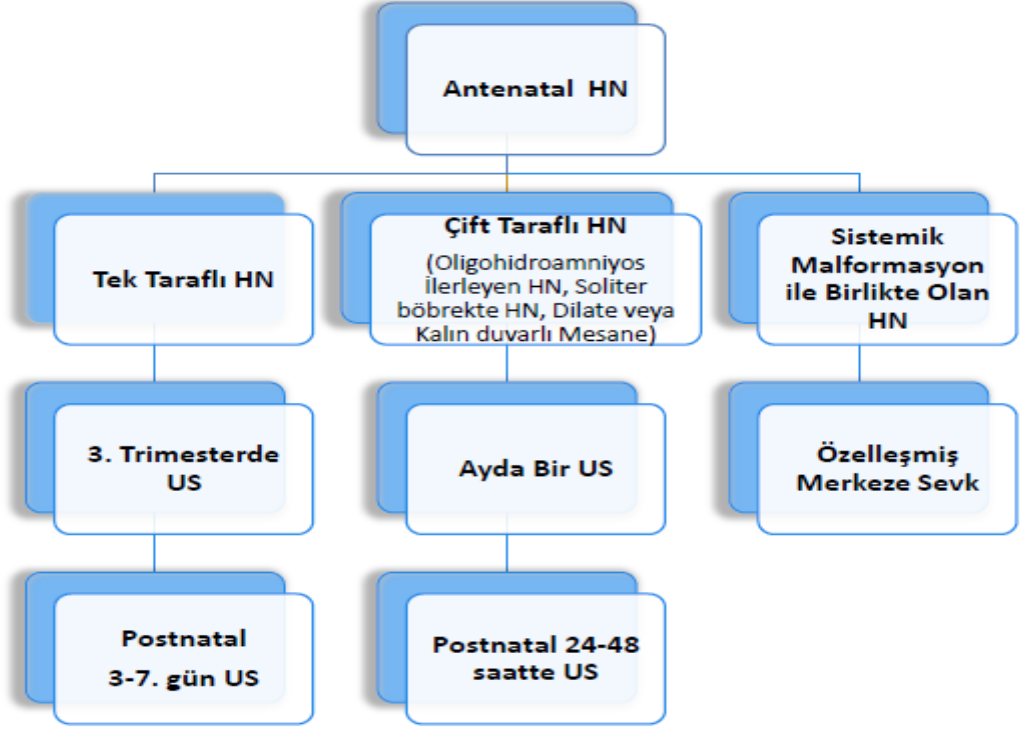 Antenatal HN
Tek Taraflı HN
Çift Taraflı HN
(Oligohidroamniyos
İlerleyen HN, Soliter
böbrekte HN, Dilate veya
Kalın duvarlı Mesane)
Sistemik
Malformasyon
ile Birlikte Olan
HN
3. Trimesterde
US
Ayda Bir US
Özelleşmiş
Merkeze Sevk
Postnatal
3-7. gün US
Postnatal 24-48
saatte US